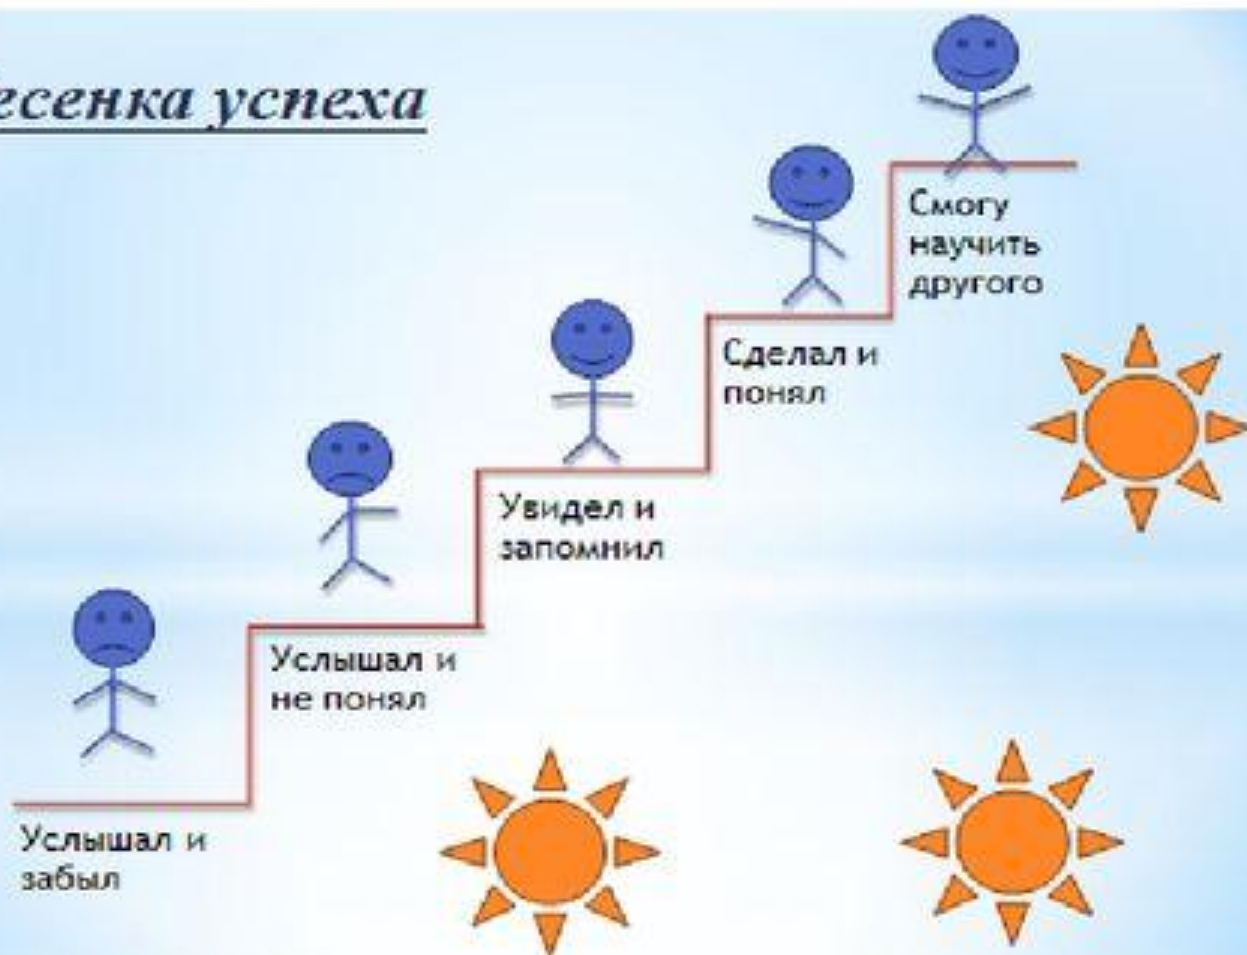 есенка успеха
Смогу
научить
другого
Сделал и
понял
Увидел и
запомнил
Услышал и
не понял
Услышал и
забыл